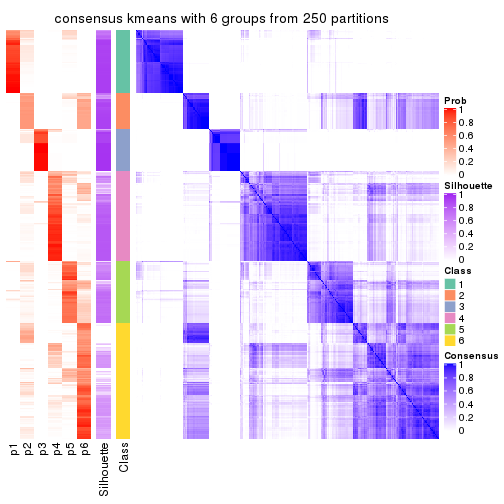 consensus kmeans with 6 groups from 250 partitions
Prob
1
0.8
0.6
0.4
0.2
0
Silhouette
0.8
0.6
0.4
0.2
0
Class
1
2
3
4
5
6
Consensus
1
0.8
0.6
0.4
0.2
0
p1
p2
p3
p4
p5
p6
Silhouette
Class